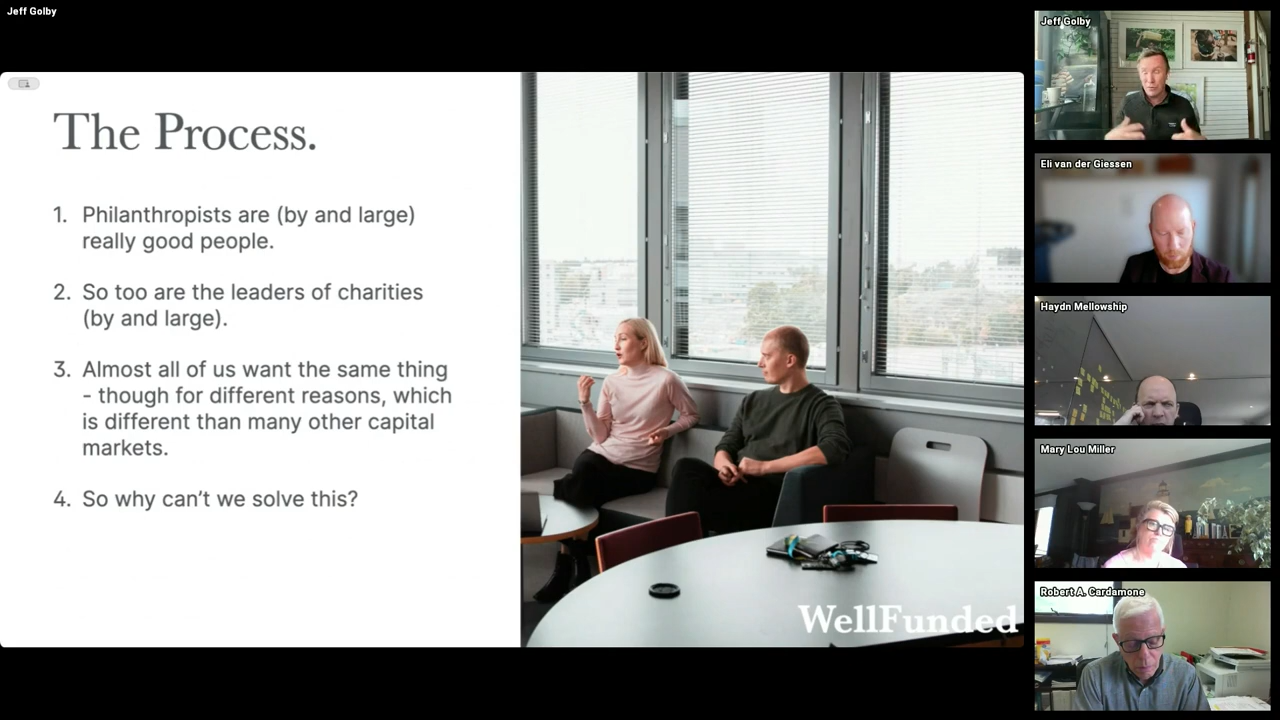 Jeff Golby
The Process.
1. Philanthropists are (by and large)
really good people.
2. So too are the leaders of charities
(by and large).
3. Almost all of us want the same thing
- though for different reasons, which
is different than many other capital
markets.
4. So why can't we solve this?
WellFunded
Jeff Golby
Eli van der Giessen
Haydn Mellowship
Mary Lou Miller
Robert A. Cardamone